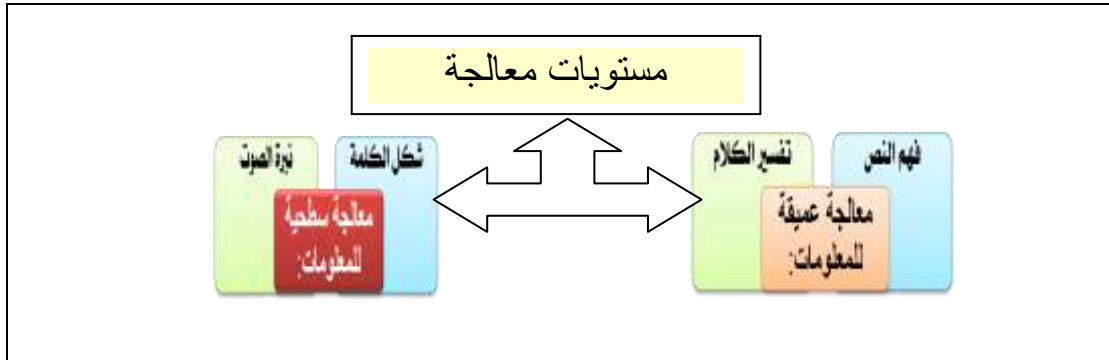 مستويات معالجة
فهم النص
تفسير الكلام
معالجة عميقة
للمعلومات:
شكل الكلمة
نبرة الصوت
معالجة سطحية
للمعلومات: